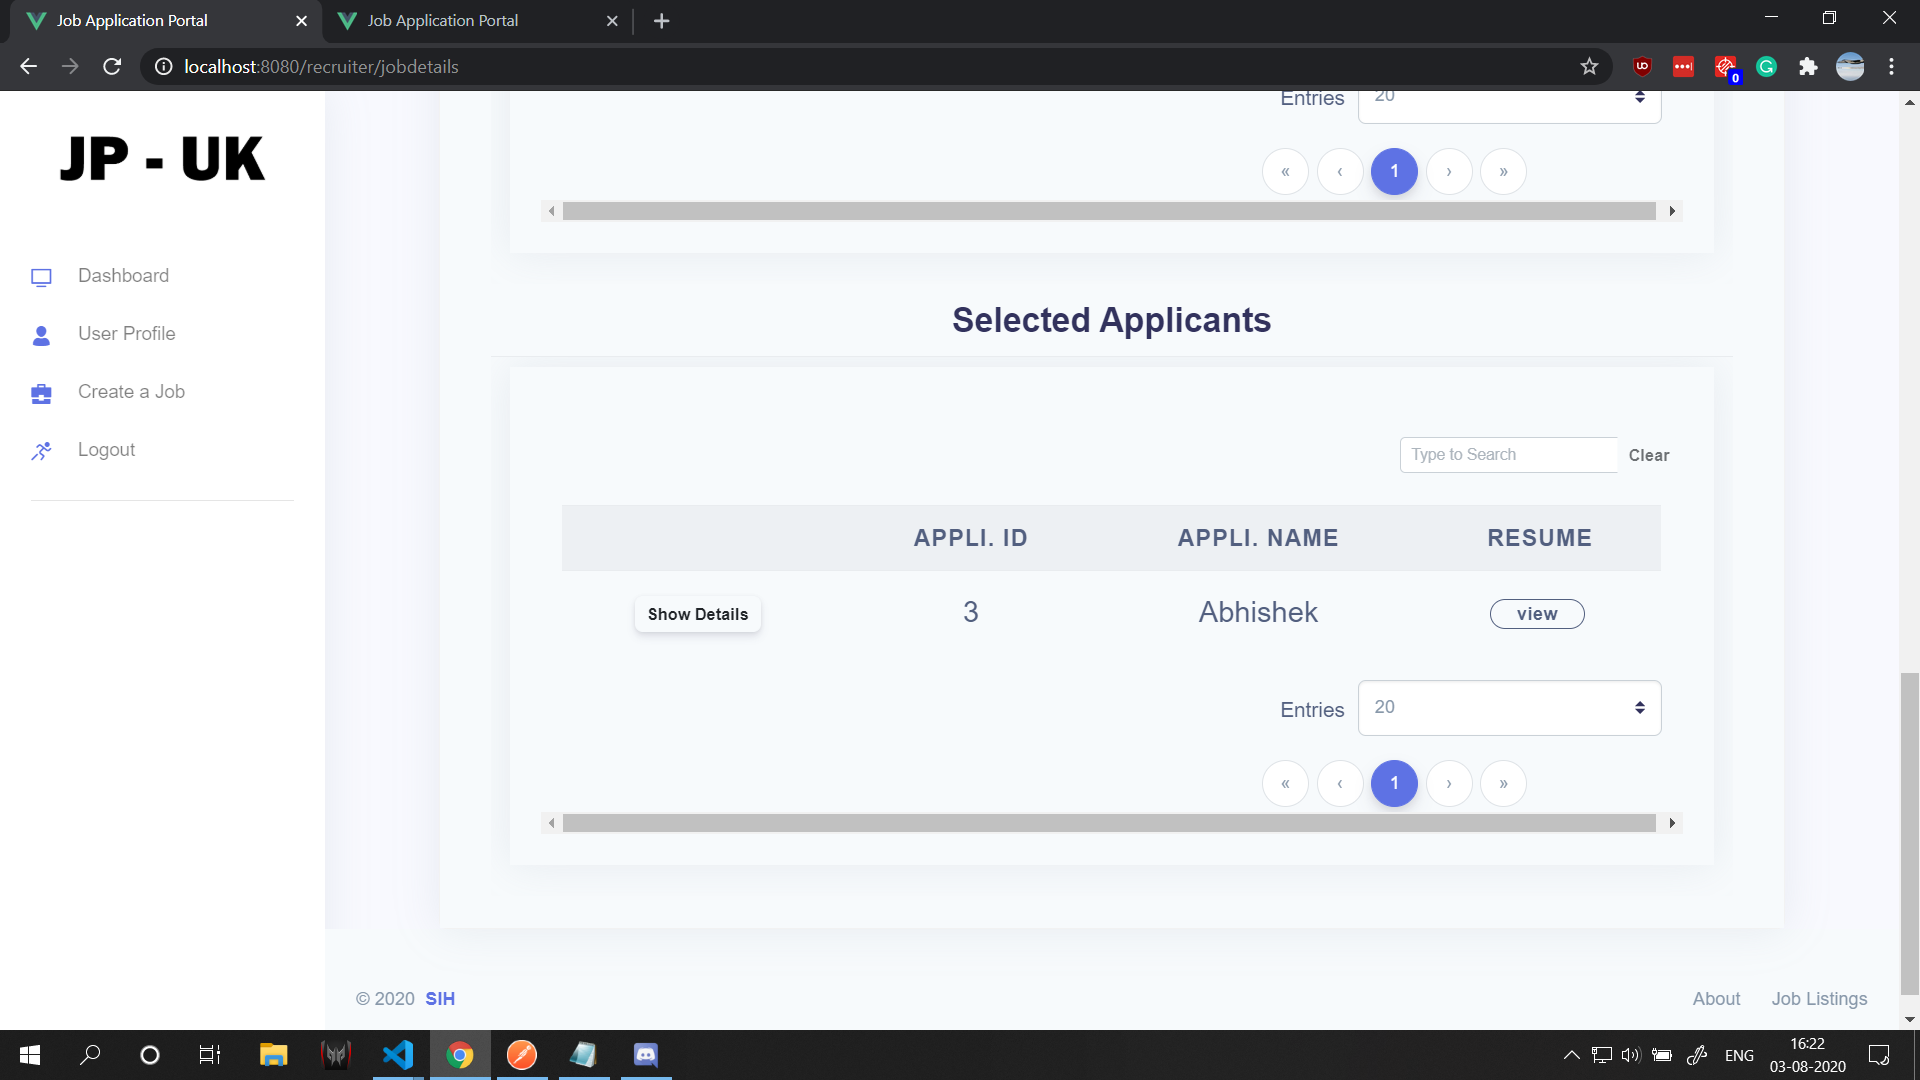 Job Application Portal
Job Application Portal
localhost:8080/recruiter/jobdetails
0
JP - UK
Dashboard
User Profile
Create a Job
Logout
Entries 20
« ‹ 1 › »
Selected Applicants
Type to Search Clear
APPLI. ID APPLI. NAME RESUME
Show Details 3 Abhishek view
Entries 20
« ‹ 1 › »
© 2020 SIH
About Job Listings
ENG
16:22
03-08-2020